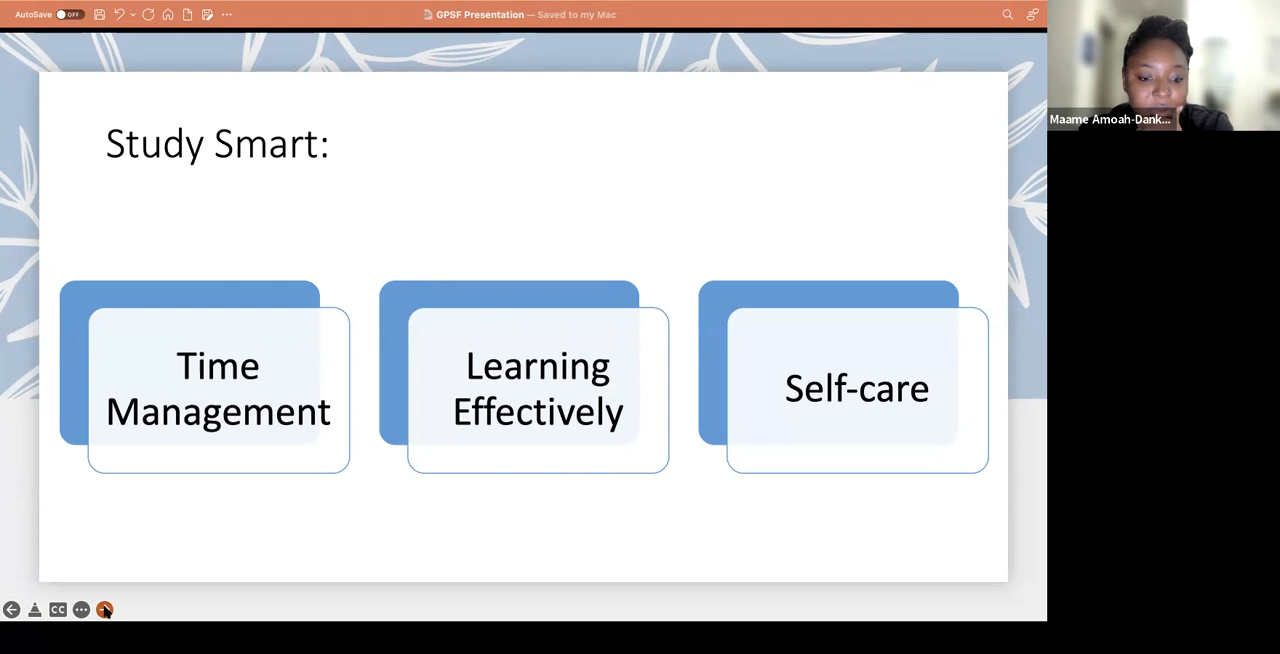 AutoSave OFF
GPSF Presentation — Saved to my Mac
Maame Amoah-Dank...
Study Smart:
Time
Management
Learning
Effectively
Self-care
CC